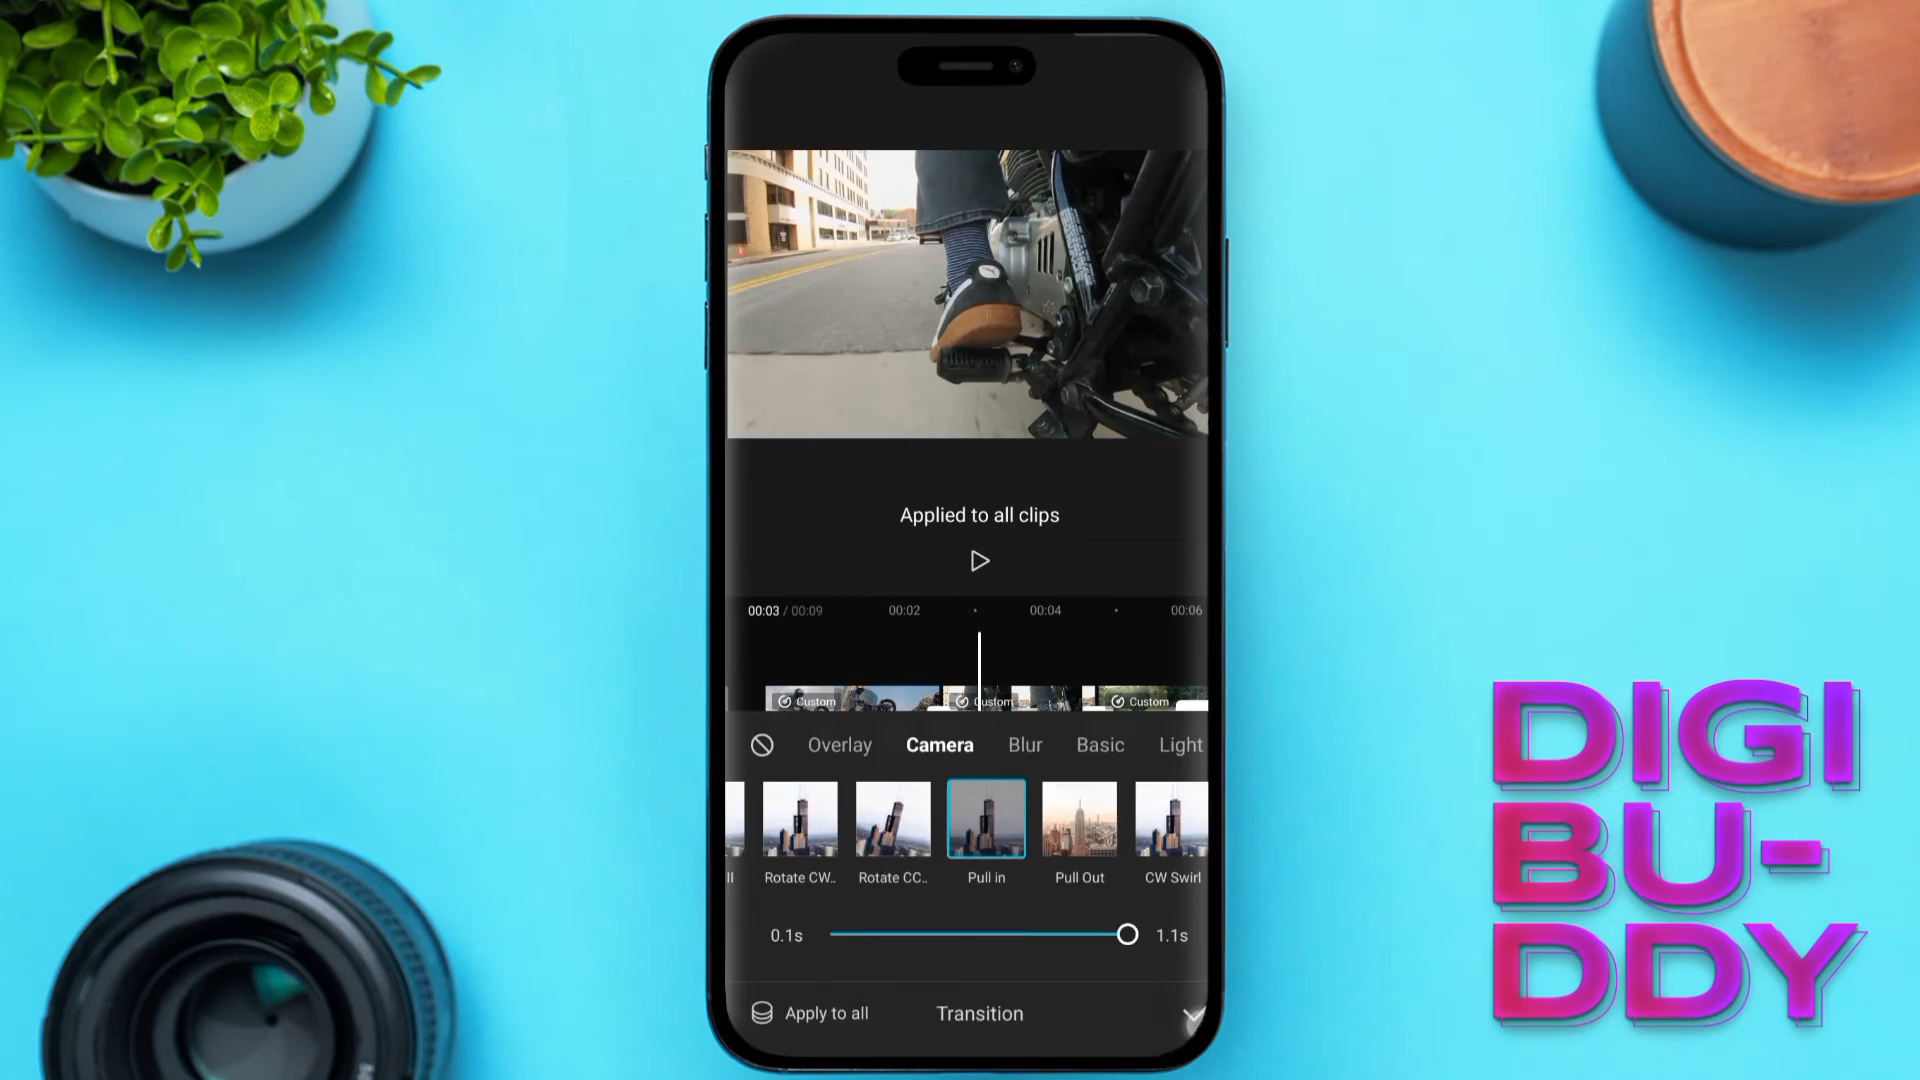 Applied to all clips
00:03 / 00:09 00:02 00:04 00:06
Custom Custom Custom
Overlay Camera Blur Basic Light
Rotate CW.. Rotate CC.. Pull in Pull Out CW Swirl
0.1s 1.1s
Apply to all Transition
DIGI
BU-
DDY